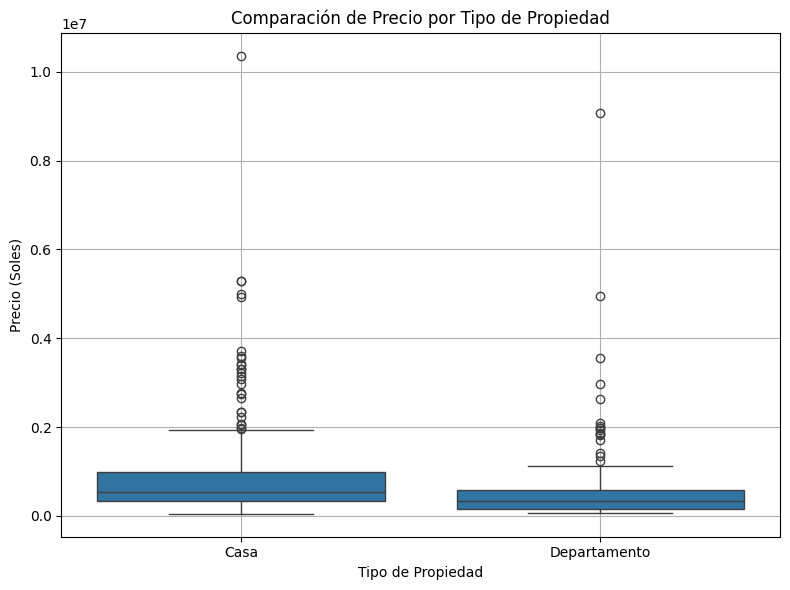 Comparación de Precio por Tipo de Propiedad
1e7
1.0
0.8
0.6
0.4
0.2
0.0
Precio (Soles)
Casa
Departamento
Tipo de Propiedad